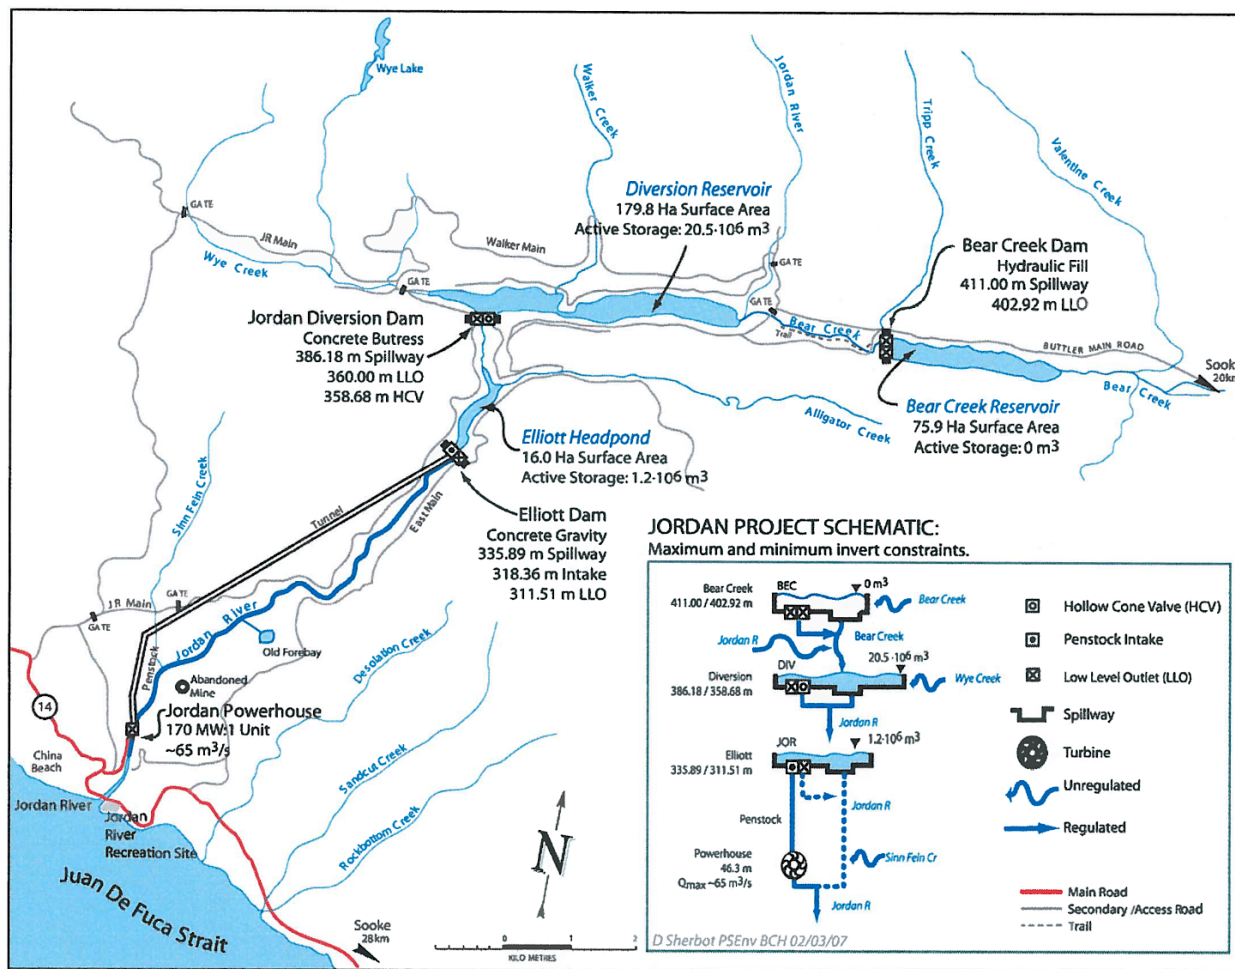 Wye Lake
Walker Creek
Jordan River
Tripp Creek
Valentine Creek
GATE
JR Main
Wye Creek
Walker Main
GATE
Diversion Reservoir
179.8 Ha Surface Area
Active Storage: 20.5·10⁶ m³
GATE
GATE
Bear Creek Dam
Hydraulic Fill
411.00 m Spillway
402.92 m LLO
Jordan Diversion Dam
Concrete Butress
386.18 m Spillway
360.00 m LLO
358.68 m HCV
Bear Creek
Trail
BUTTLER MAIN ROAD
Sook
20km
Bear Creek
Bear Creek Reservoir
75.9 Ha Surface Area
Active Storage: 0 m³
Alligator Creek
Elliott Headpond
16.0 Ha Surface Area
Active Storage: 1.2·10⁶ m³
Sinn Fein Creek
Tunnel
East Main
Elliott Dam
Concrete Gravity
335.89 m Spillway
318.36 m Intake
311.51 m LLO
JR Main
GATE
GATE
Penstock
Jordan River
Old Forebay
Desolation Creek
Abandoned
Mine
Jordan Powerhouse
170 MW:1 Unit
~65 m³/s
14
China
Beach
Jordan River
Jordan
River
Recreation Site
Sandcut Creek
Rockbottom Creek
Juan De Fuca Strait
Sooke
28km
N
0 1 2
KILO METRES
JORDAN PROJECT SCHEMATIC:
Maximum and minimum invert constraints.
Bear Creek
411.00 / 402.92 m
BEC
0 m³
Bear Creek
Jordan R
Bear Creek
20.5 ·10⁶ m³
Diversion
386.18 / 358.68 m
DIV
Wye Creek
Jordan R
Elliott
335.89 / 311.51 m
JOR
1.2·10⁶ m³
Jordan R
Penstock
Powerhouse
46.3 m
Qmax ~65 m³/s
Sinn Fein Cr
Jordan R
Hollow Cone Valve (HCV)
Penstock Intake
Low Level Outlet (LLO)
Spillway
Turbine
Unregulated
Regulated
Main Road
Secondary /Access Road
Trail
D Sherbot PSEnv BCH 02/03/07